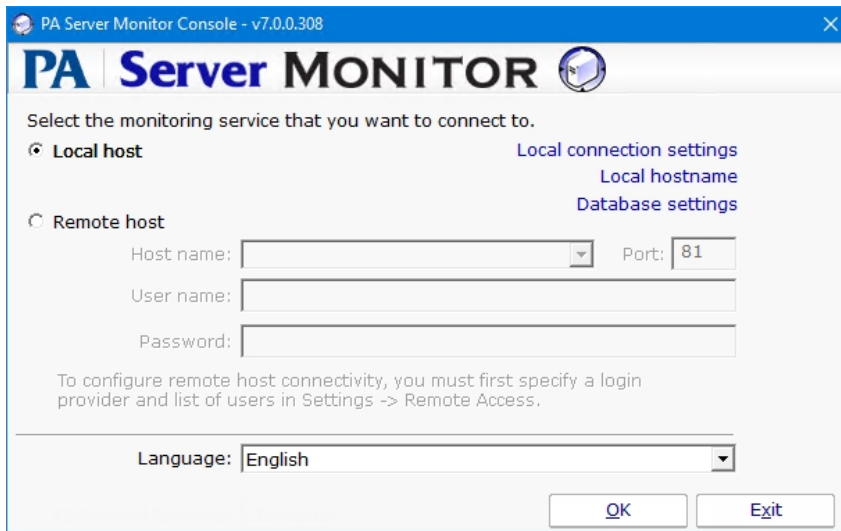 PA Server Monitor Console - v7.0.0.308
PA Server MONITOR
Select the monitoring service that you want to connect to.
Local host
Local connection settings
Local hostname
Database settings
Remote host
Host name: Port: 81
User name:
Password:
To configure remote host connectivity, you must first specify a login
provider and list of users in Settings -> Remote Access.
Language: English
OK Exit